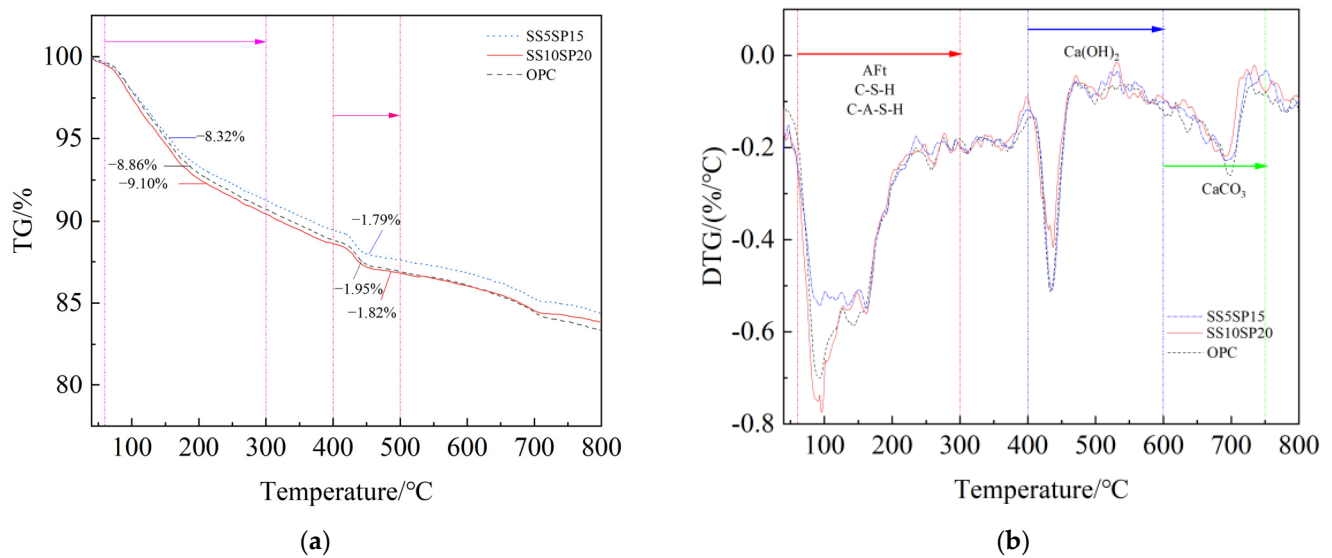 100
95
90
85
80
TG/%
SS5SP15
SS10SP20
OPC
−8.32%
−8.86%
−9.10%
−1.79%
−1.95%
−1.82%
100 200 300 400 500 600 700 800
Temperature/°C
(a)
0.0
-0.2
-0.4
-0.6
-0.8
DTG/(%/°C)
AFt
C-S-H
C-A-S-H
Ca(OH)₂
CaCO₃
SS5SP15
SS10SP20
OPC
100 200 300 400 500 600 700 800
Temperature/°C
(b)